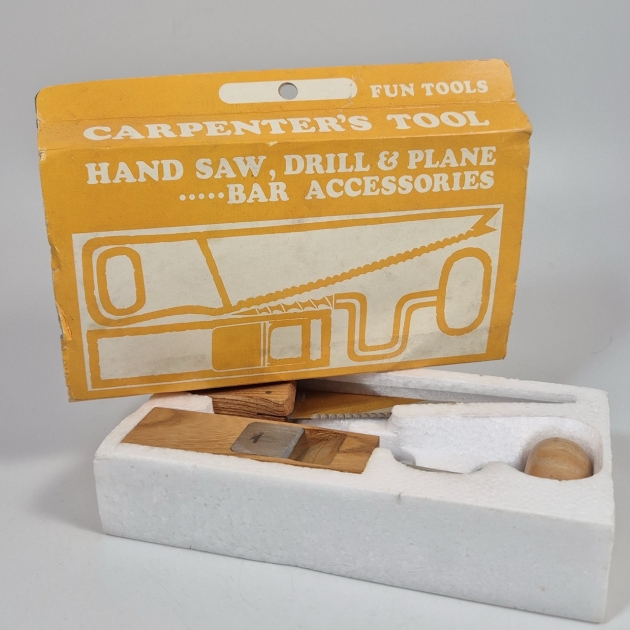 FUN TOOLS
CARPENTER'S TOOL
HAND SAW, DRILL & PLANE
.....BAR ACCESSORIES